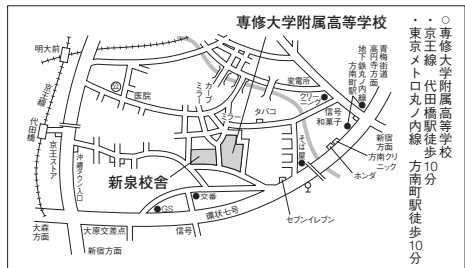 ○専修大学附属高等学校
・京王線　代田橋駅徒歩10分
・東京メトロ丸ノ内線　方南町駅徒歩10分
専修大学附属高等学校
明大前
京王線
代田橋
京王ストア
沖縄タウン入口
医院
カーブ
ミラー
ミラー
変電所
クリー
ニング
タバコ
青梅街道
高円寺方面
地下鉄丸ノ内線
方南町駅
信号
和菓子
そば屋
新宿
方面
方南クリ
ニック
ホンダ
新泉校舎
交番
GS
環状七号
セブンイレブン
大森
方面
大原交差点
信号
新宿方面